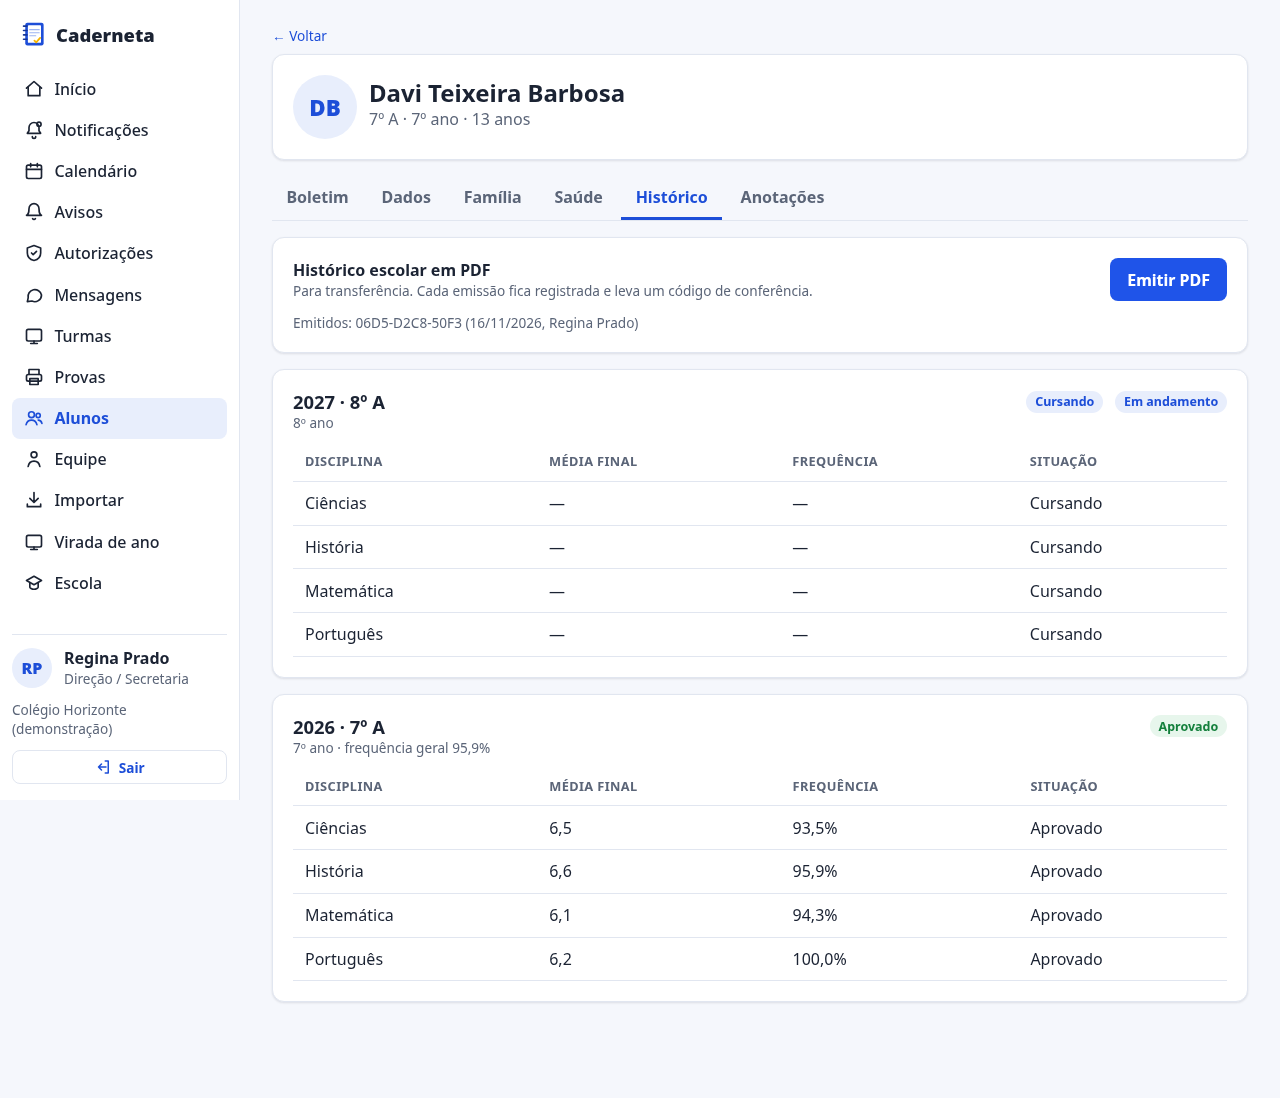 Caderneta
Início
Notificações
Calendário
Avisos
Autorizações
Mensagens
Turmas
Provas
Alunos
Equipe
Importar
Virada de ano
Escola
RP
Regina Prado
Direção / Secretaria
Colégio Horizonte
(demonstração)
Sair
← Voltar
DB
Davi Teixeira Barbosa
7º A · 7º ano · 13 anos
Boletim Dados Família Saúde Histórico Anotações
Histórico escolar em PDF
Para transferência. Cada emissão fica registrada e leva um código de conferência.
Emitidos: 06D5-D2C8-50F3 (16/11/2026, Regina Prado)
Emitir PDF
2027 · 8º A
8º ano
Cursando Em andamento
DISCIPLINA MÉDIA FINAL FREQUÊNCIA SITUAÇÃO
Ciências — — Cursando
História — — Cursando
Matemática — — Cursando
Português — — Cursando
2026 · 7º A
7º ano · frequência geral 95,9%
Aprovado
DISCIPLINA MÉDIA FINAL FREQUÊNCIA SITUAÇÃO
Ciências 6,5 93,5% Aprovado
História 6,6 95,9% Aprovado
Matemática 6,1 94,3% Aprovado
Português 6,2 100,0% Aprovado